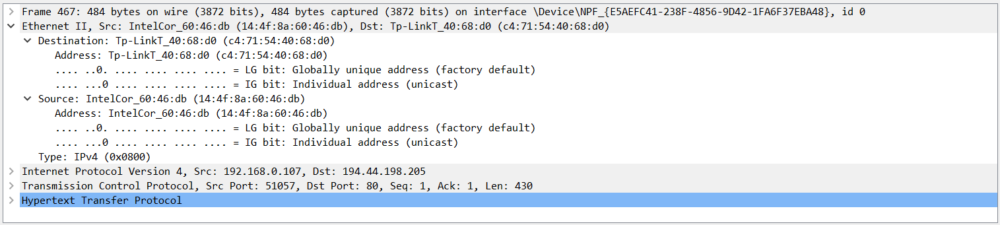 Frame 467: 484 bytes on wire (3872 bits), 484 bytes captured (3872 bits) on interface \Device\NPF_{E5AEFC41-238F-4856-9D42-1FA6F37EBA48}, id 0
Ethernet II, Src: IntelCor_60:46:db (14:4f:8a:60:46:db), Dst: Tp-LinkT_40:68:d0 (c4:71:54:40:68:d0)
Destination: Tp-LinkT_40:68:d0 (c4:71:54:40:68:d0)
Address: Tp-LinkT_40:68:d0 (c4:71:54:40:68:d0)
.... ..0. .... .... .... .... = LG bit: Globally unique address (factory default)
.... ...0 .... .... .... .... = IG bit: Individual address (unicast)
Source: IntelCor_60:46:db (14:4f:8a:60:46:db)
Address: IntelCor_60:46:db (14:4f:8a:60:46:db)
.... ..0. .... .... .... .... = LG bit: Globally unique address (factory default)
.... ...0 .... .... .... .... = IG bit: Individual address (unicast)
Type: IPv4 (0x0800)
Internet Protocol Version 4, Src: 192.168.0.107, Dst: 194.44.198.205
Transmission Control Protocol, Src Port: 51057, Dst Port: 80, Seq: 1, Ack: 1, Len: 430
Hypertext Transfer Protocol